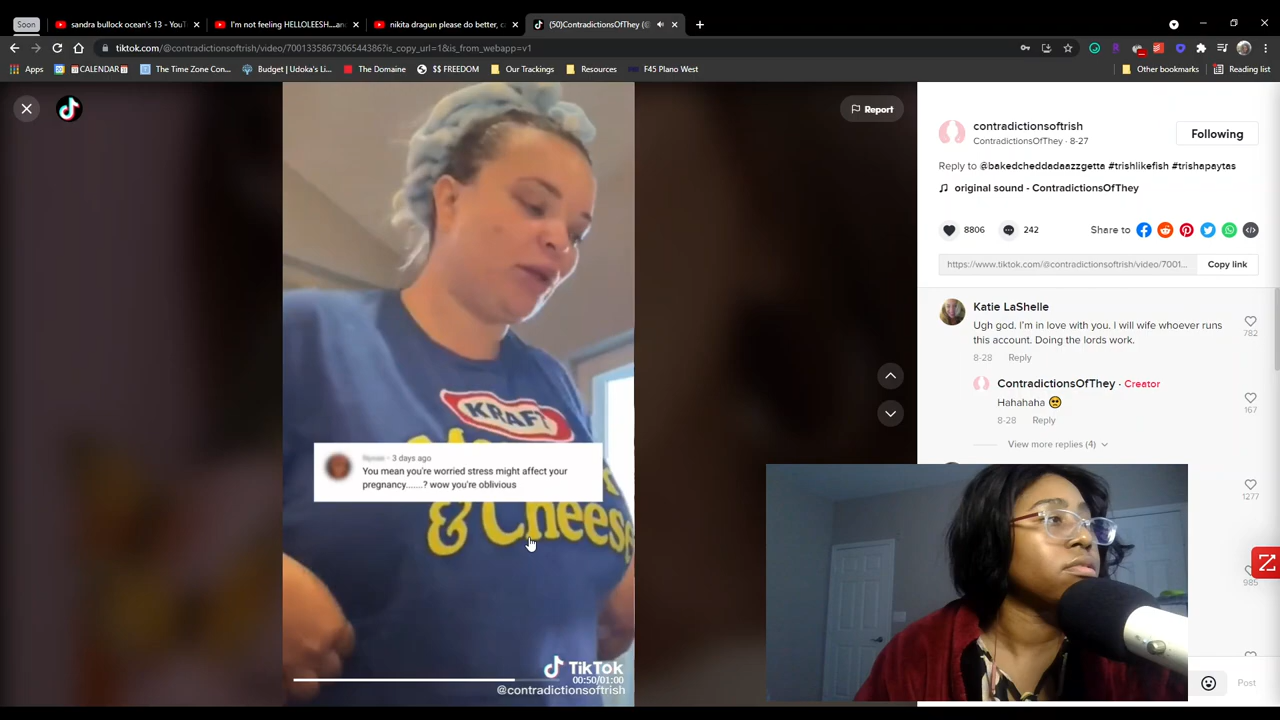 Soon
sandra bullock ocean's 13 - YouT
I'm not feeling HELLOLEESH...an
nikita dragun please do better, c
(50)ContradictionsOfThey (
tiktok.com/@contradictionsoftrish/video/7001335867306544386?is_copy_url=1&is_from_webapp=v1
Apps
CALENDAR
The Time Zone Con...
Budget | Udoka's Li...
The Domaine
$$ FREEDOM
Our Trackings
Resources
F45 Plano West
Other bookmarks
Reading list
Report
contradictionsoftrish
ContradictionsOfThey · 8-27
Following
Reply to @bakedcheddadaazzgetta #trishlikefish #trishapaytas
original sound - ContradictionsOfThey
8806
242
Share to
https://www.tiktok.com/@contradictionsoftrish/video/7001...
Copy link
Katie LaShelle
Ugh god. I'm in love with you. I will wife whoever runs
this account. Doing the lords work.
782
8-28 Reply
ContradictionsOfThey · Creator
Hahahaha 🥺
167
8-28 Reply
View more replies (4)
1277
985
Post
KRAFT
3 days ago
You mean you're worried stress might affect your
pregnancy......? wow you're oblivious
& Cheese
TikTok
00:50/01:00
@contradictionsoftrish